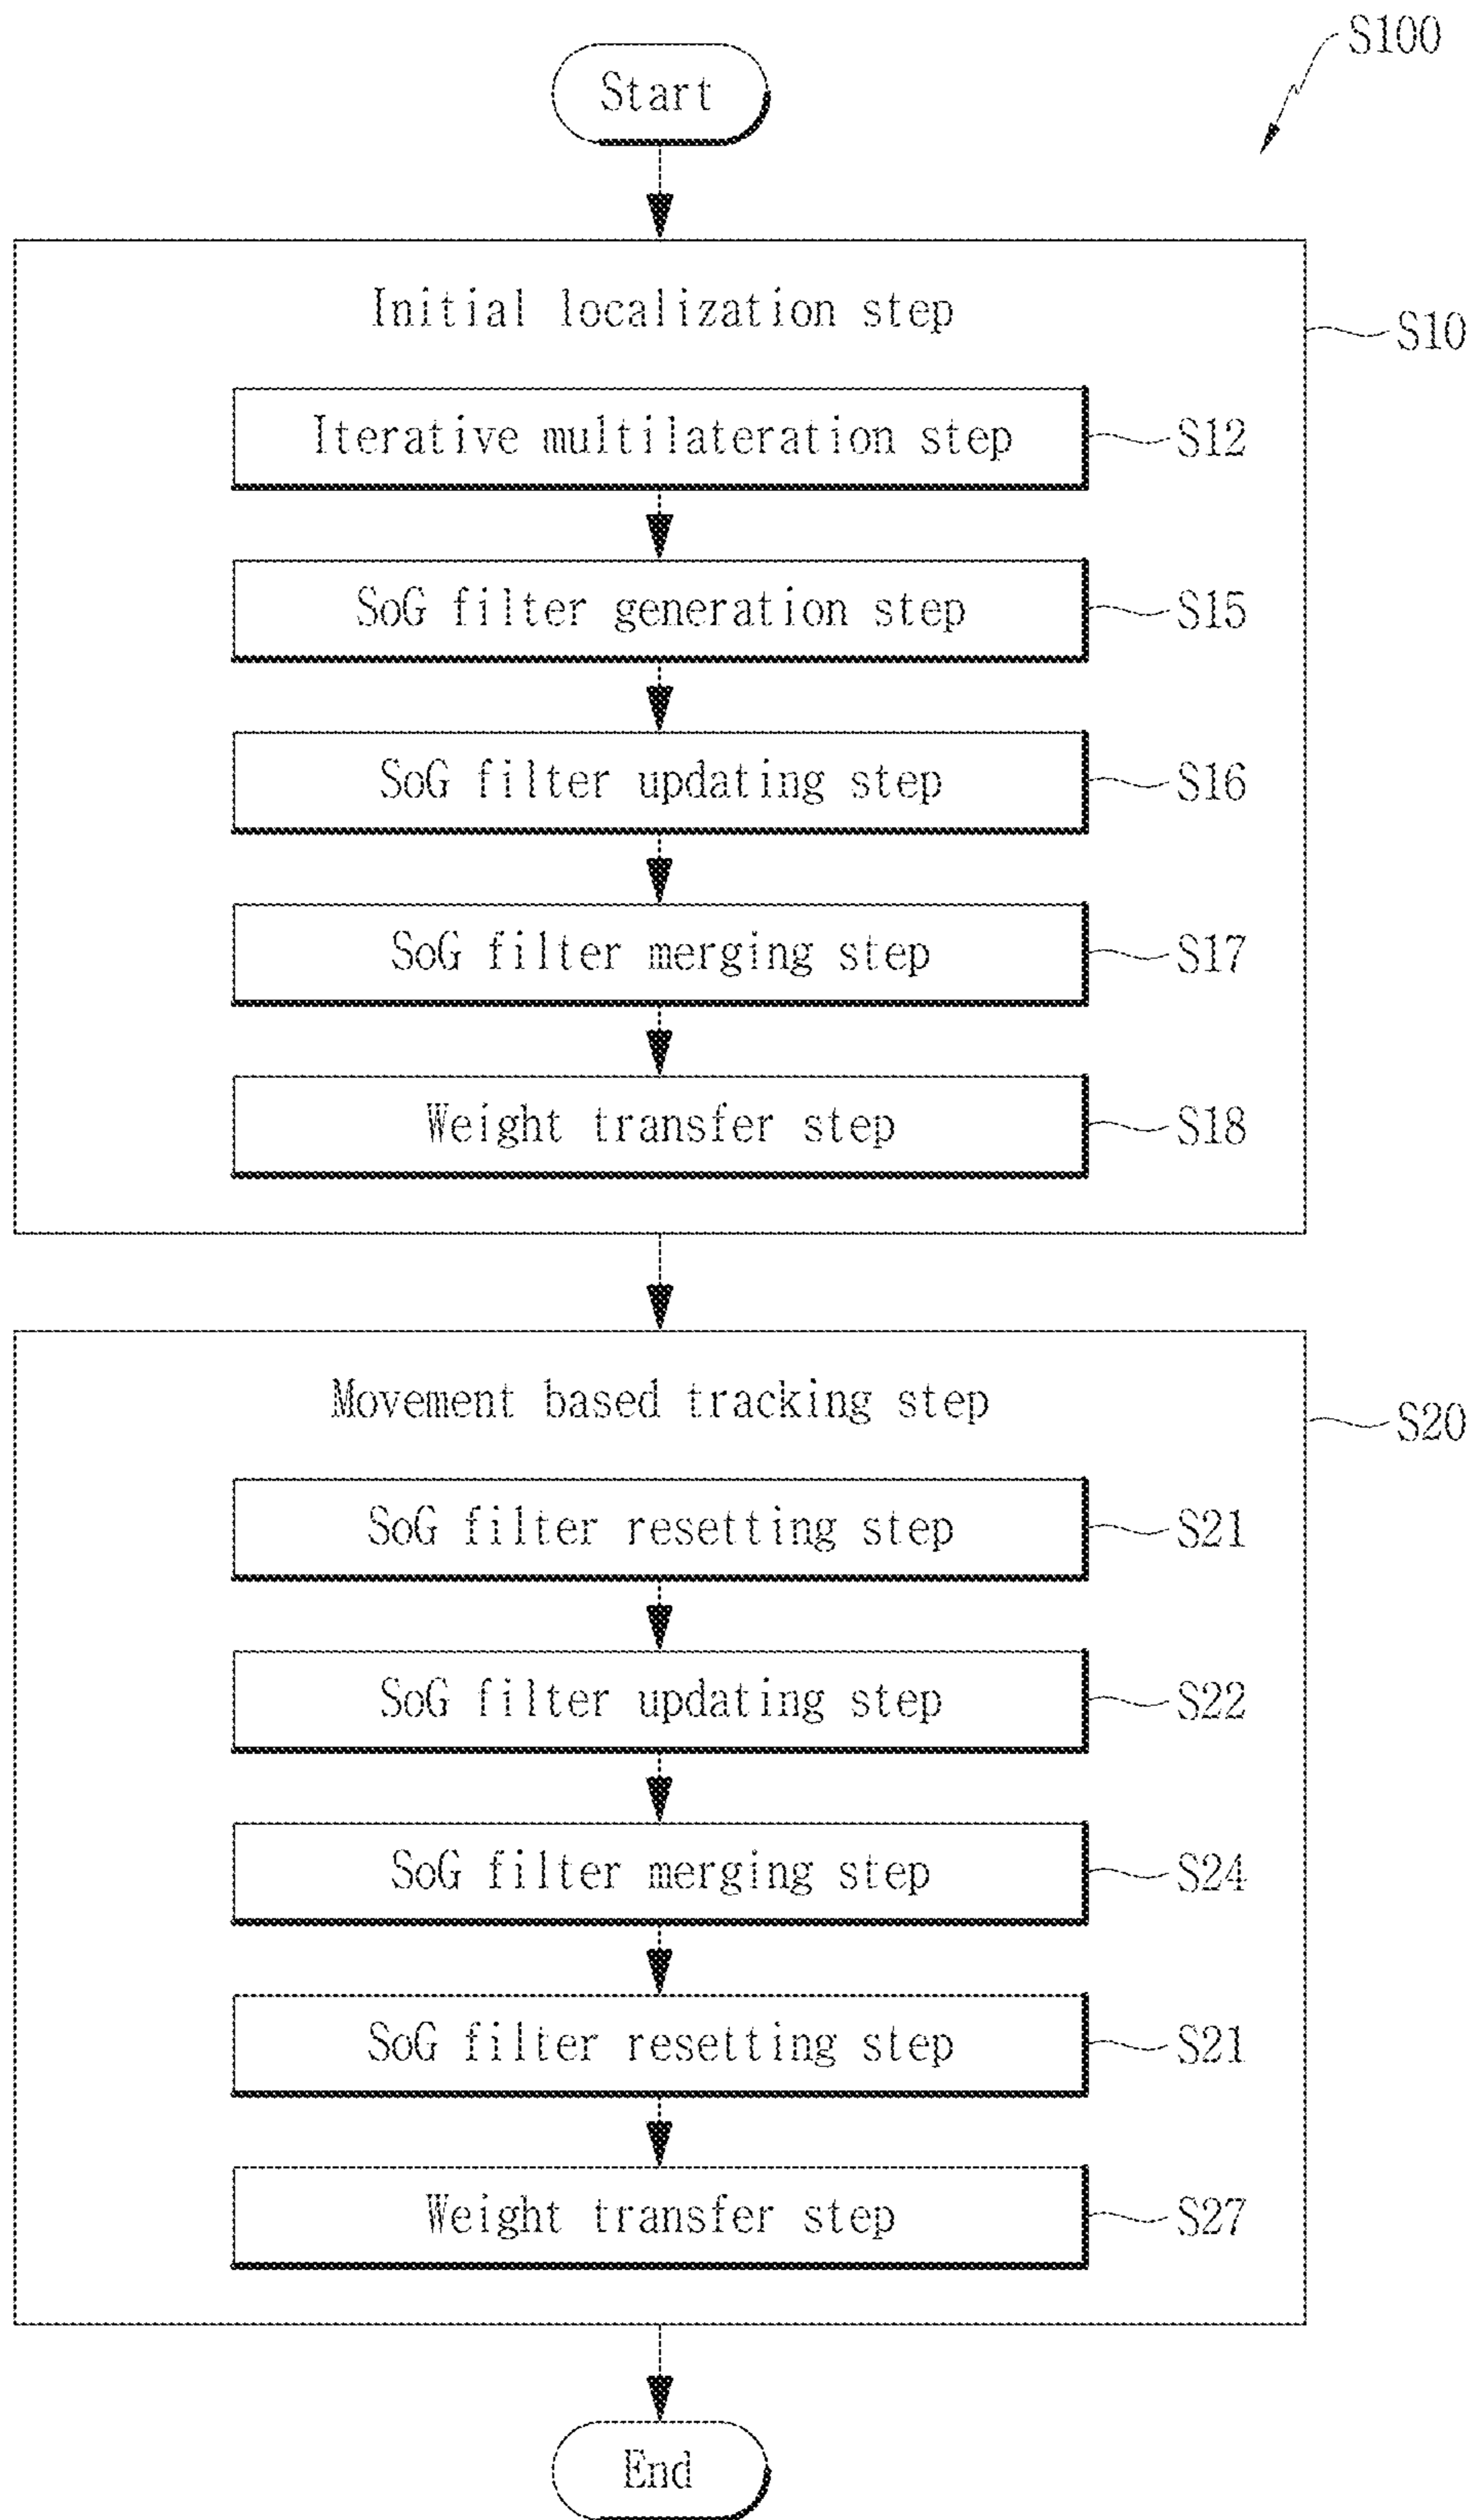 S100
Start
Initial localization step
S10
Iterative multilateration step
S12
SoG filter generation step
S15
SoG filter updating step
S16
SoG filter merging step
S17
Weight transfer step
S18
Movement based tracking step
S20
SoG filter resetting step
S21
SoG filter updating step
S22
SoG filter merging step
S24
SoG filter resetting step
S21
Weight transfer step
S27
End